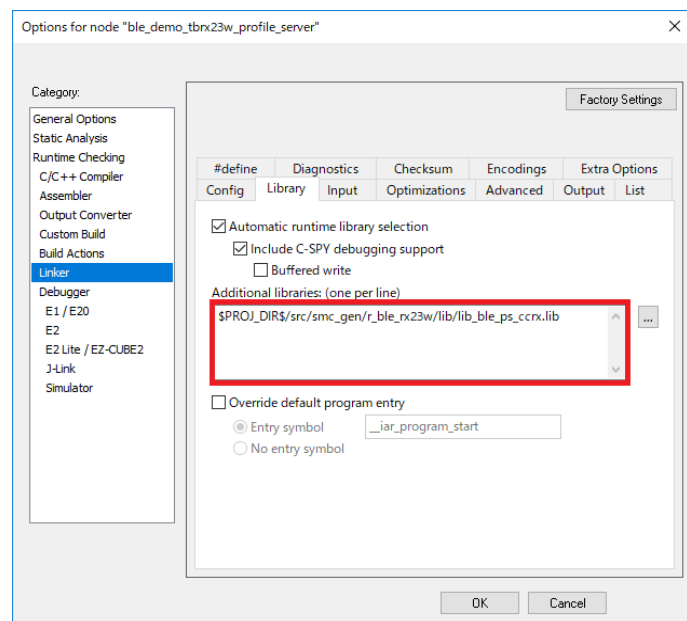 Options for node "ble_demo_tbrx23w_profile_server"
Category:
Factory Settings
General Options
Static Analysis
Runtime Checking
C/C++ Compiler
Assembler
Output Converter
Custom Build
Build Actions
Linker
Debugger
E1 / E20
E2
E2 Lite / EZ-CUBE2
J-Link
Simulator
#define Diagnostics Checksum Encodings Extra Options
Config Library Input Optimizations Advanced Output List
Automatic runtime library selection
Include C-SPY debugging support
Buffered write
Additional libraries: (one per line)
$PROJ_DIR$/src/smc_gen/r_ble_rx23w/lib/lib_ble_ps_ccrx.lib
...
Override default program entry
Entry symbol __iar_program_start
No entry symbol
OK Cancel